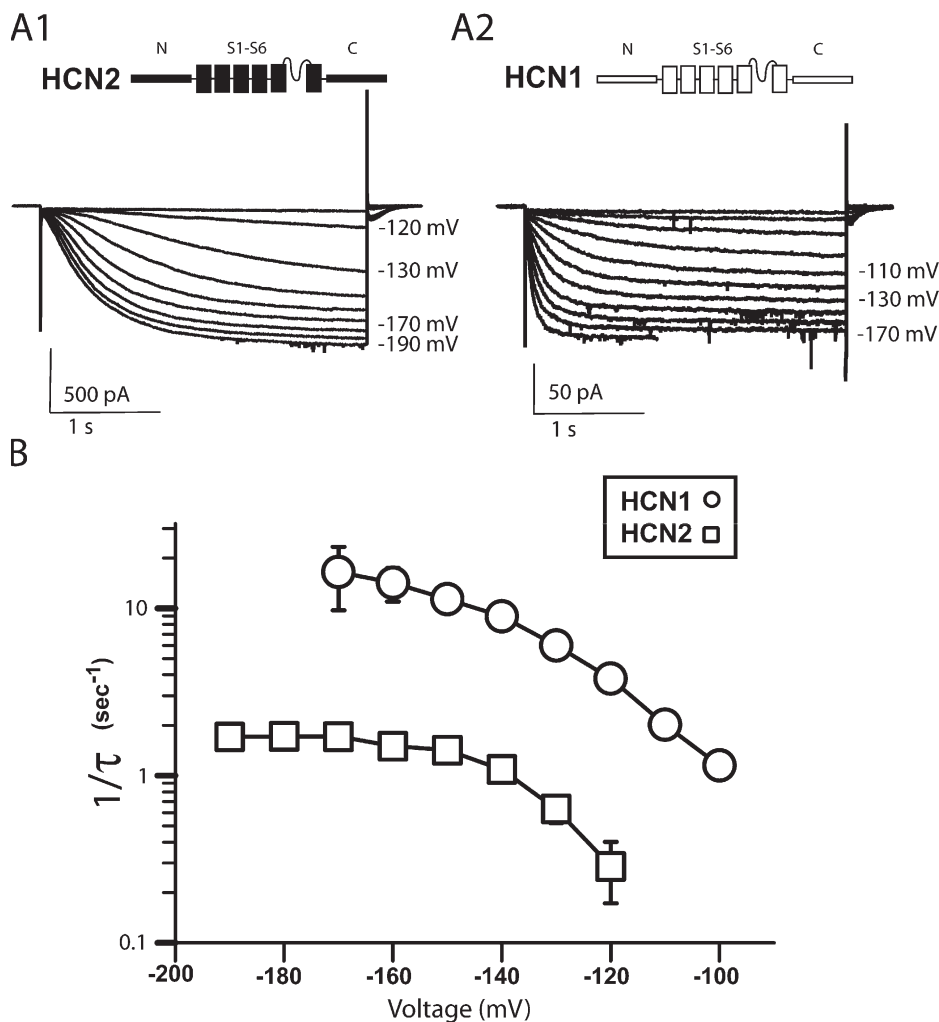 A1
N S1-S6 C
HCN2
-120 mV
-130 mV
-170 mV
-190 mV
500 pA
1 s
A2
N S1-S6 C
HCN1
-110 mV
-130 mV
-170 mV
50 pA
1 s
B
HCN1
HCN2
1/τ (sec⁻¹)
10
1
0.1
-200 -180 -160 -140 -120 -100
Voltage (mV)